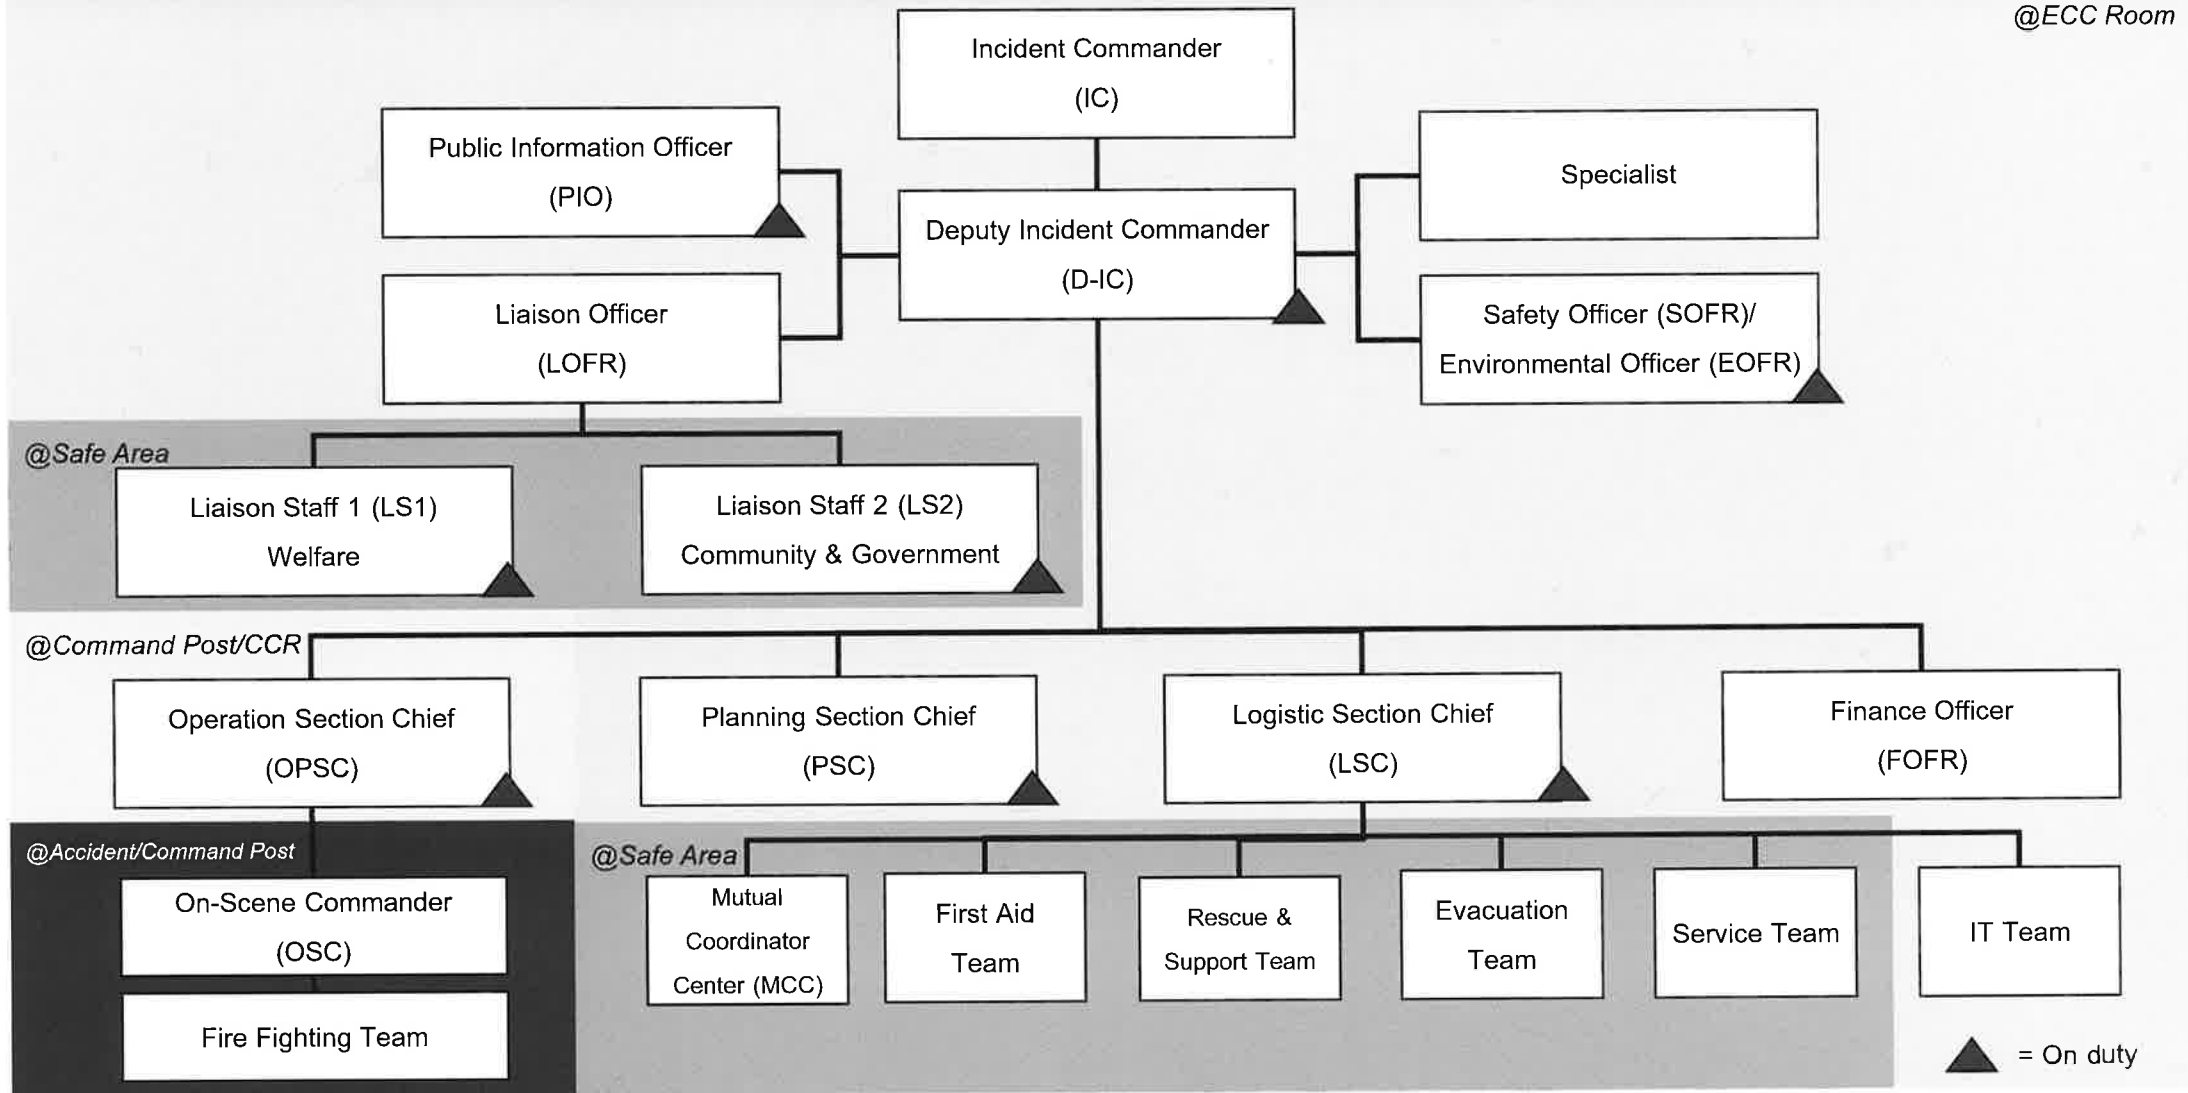 @ECC Room
Incident Commander
(IC)
Public Information Officer
(PIO)
Specialist
Deputy Incident Commander
(D-IC)
Liaison Officer
(LOFR)
Safety Officer (SOFR)/
Environmental Officer (EOFR)
@Safe Area
Liaison Staff 1 (LS1)
Welfare
Liaison Staff 2 (LS2)
Community & Government
@Command Post/CCR
Operation Section Chief
(OPSC)
Planning Section Chief
(PSC)
Logistic Section Chief
(LSC)
Finance Officer
(FOFR)
@Accident/Command Post
On-Scene Commander
(OSC)
Fire Fighting Team
@Safe Area
Mutual
Coordinator
Center (MCC)
First Aid
Team
Rescue &
Support Team
Evacuation
Team
Service Team
IT Team
= On duty